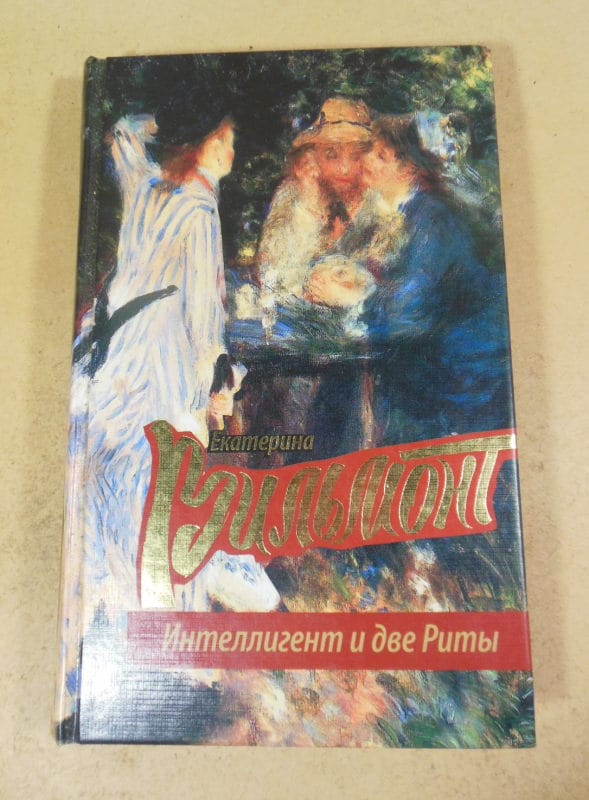 Екатерина
Вильмонт
Интеллигент и две Риты